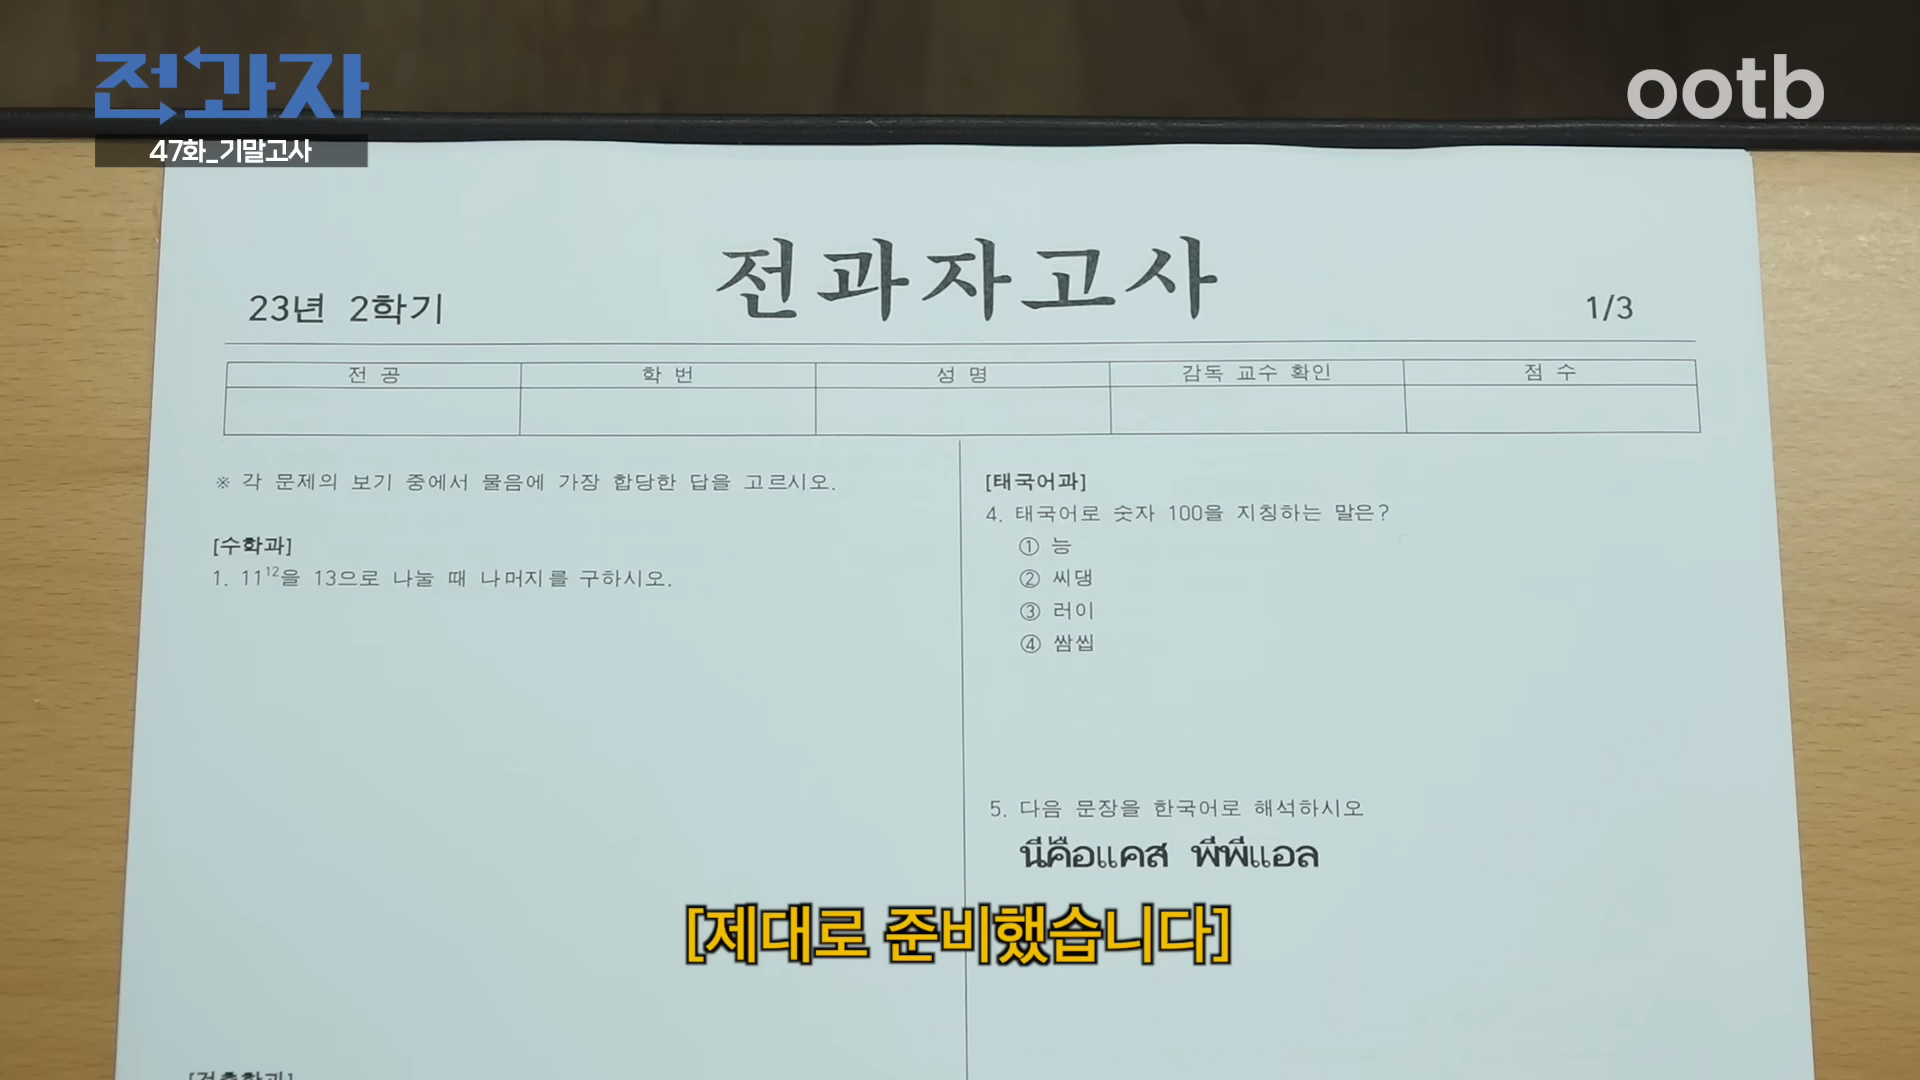 전과자
47화_기말고사
ootb
전과자고사
23년 2학기
1/3
전 공 학 번 성 명 감독 교수 확인 점 수
※ 각 문제의 보기 중에서 물음에 가장 합당한 답을 고르시오.
[수학과]
1. 11¹²을 13으로 나눌 때 나머지를 구하시오.
[태국어과]
4. 태국어로 숫자 100을 지칭하는 말은?
① 능
② 씨댕
③ 러이
④ 쌈씹
5. 다음 문장을 한국어로 해석하시오
นี่คือแคส พีพีแอล
[제대로 준비했습니다]